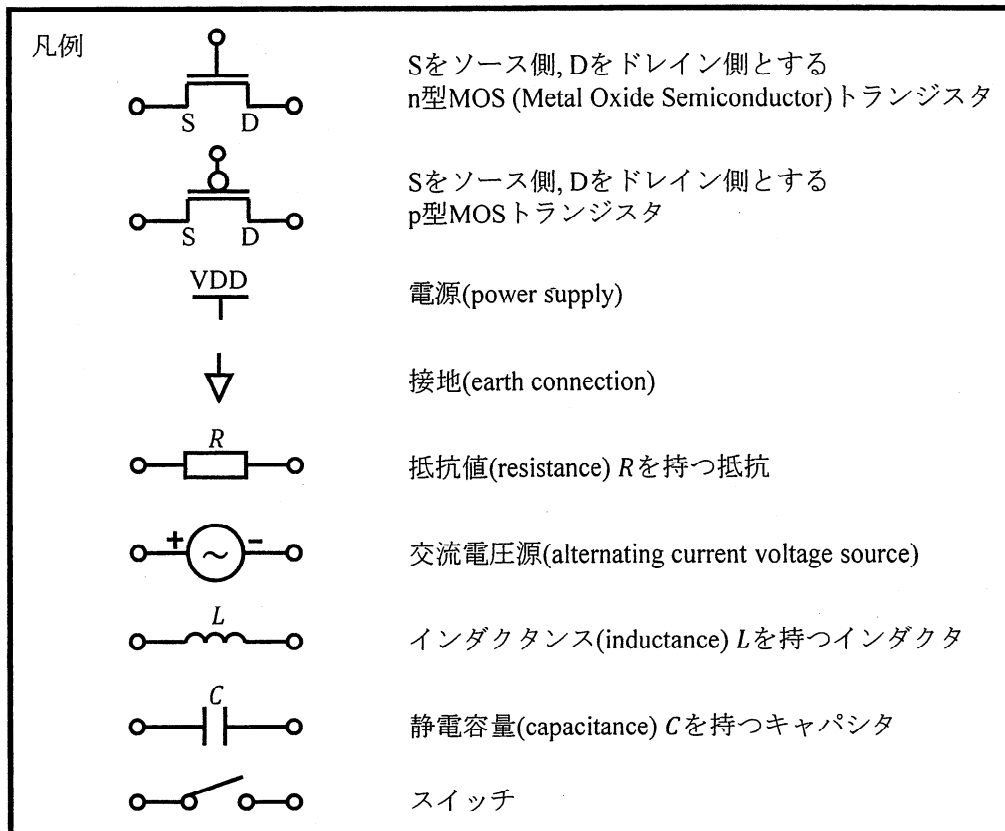 凡例
Sをソース側, Dをドレイン側とする
n型MOS (Metal Oxide Semiconductor)トランジスタ
S D
Sをソース側, Dをドレイン側とする
p型MOSトランジスタ
S D
VDD
電源(power supply)
接地(earth connection)
R
抵抗値(resistance) Rを持つ抵抗
+ ~ -
交流電圧源(alternating current voltage source)
L
インダクタンス(inductance) Lを持つインダクタ
C
静電容量(capacitance) Cを持つキャパシタ
スイッチ